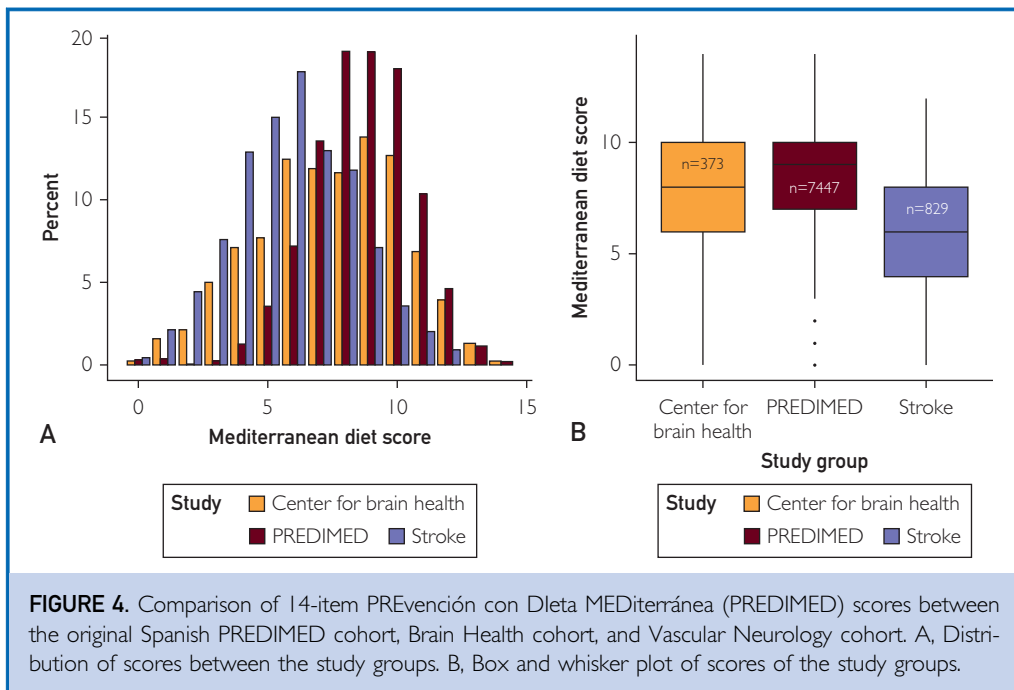 20
15
10
5
0
Percent
0
5
10
15
A
Mediterranean diet score
Study
Center for brain health
PREDIMED
Stroke
10
5
0
Mediterranean diet score
n=373
n=7447
n=829
Center for
brain health
PREDIMED
Stroke
B
Study group
Study
Center for brain health
PREDIMED
Stroke
FIGURE 4. Comparison of 14-item PREvención con DIeta MEDiterránea (PREDIMED) scores between
the original Spanish PREDIMED cohort, Brain Health cohort, and Vascular Neurology cohort. A, Distri-
bution of scores between the study groups. B, Box and whisker plot of scores of the study groups.